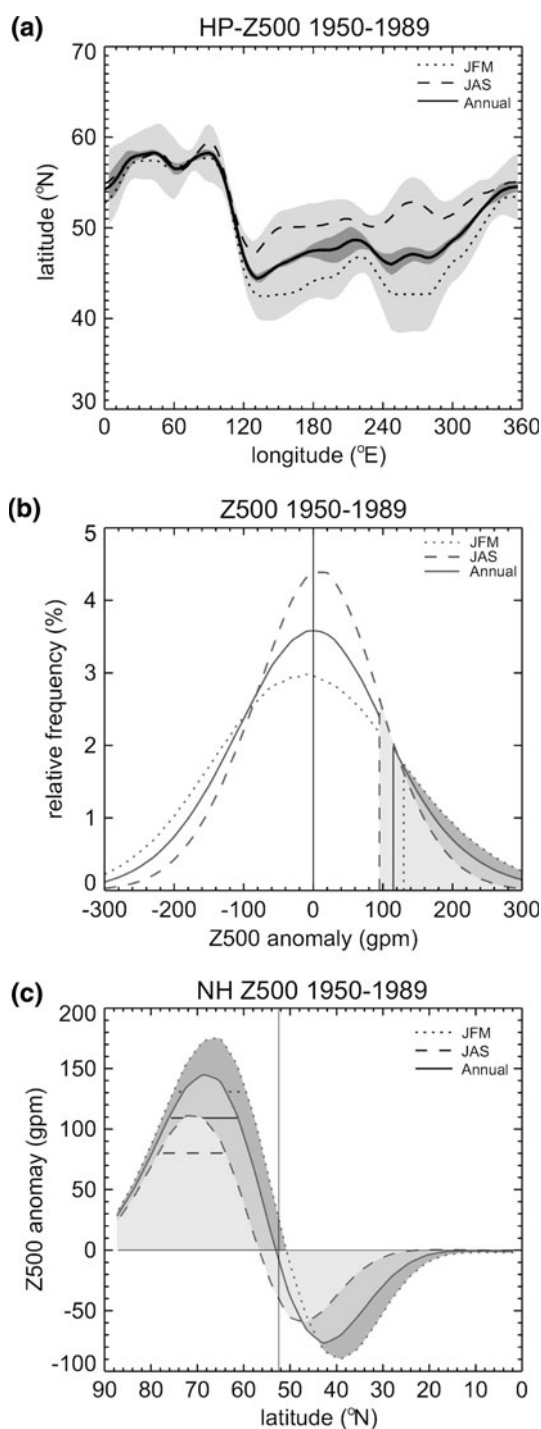 (a) HP-Z500 1950-1989
70
60
50
40
30
latitude (°N)
JFM
JAS
Annual
0 60 120 180 240 300 360
longitude (°E)
(b) Z500 1950-1989
5
4
3
2
1
0
relative frequency (%)
JFM
JAS
Annual
-300 -200 -100 0 100 200 300
Z500 anomaly (gpm)
(c) NH Z500 1950-1989
200
150
100
50
0
-50
-100
Z500 anomay (gpm)
JFM
JAS
Annual
90 80 70 60 50 40 30 20 10 0
latitude (°N)